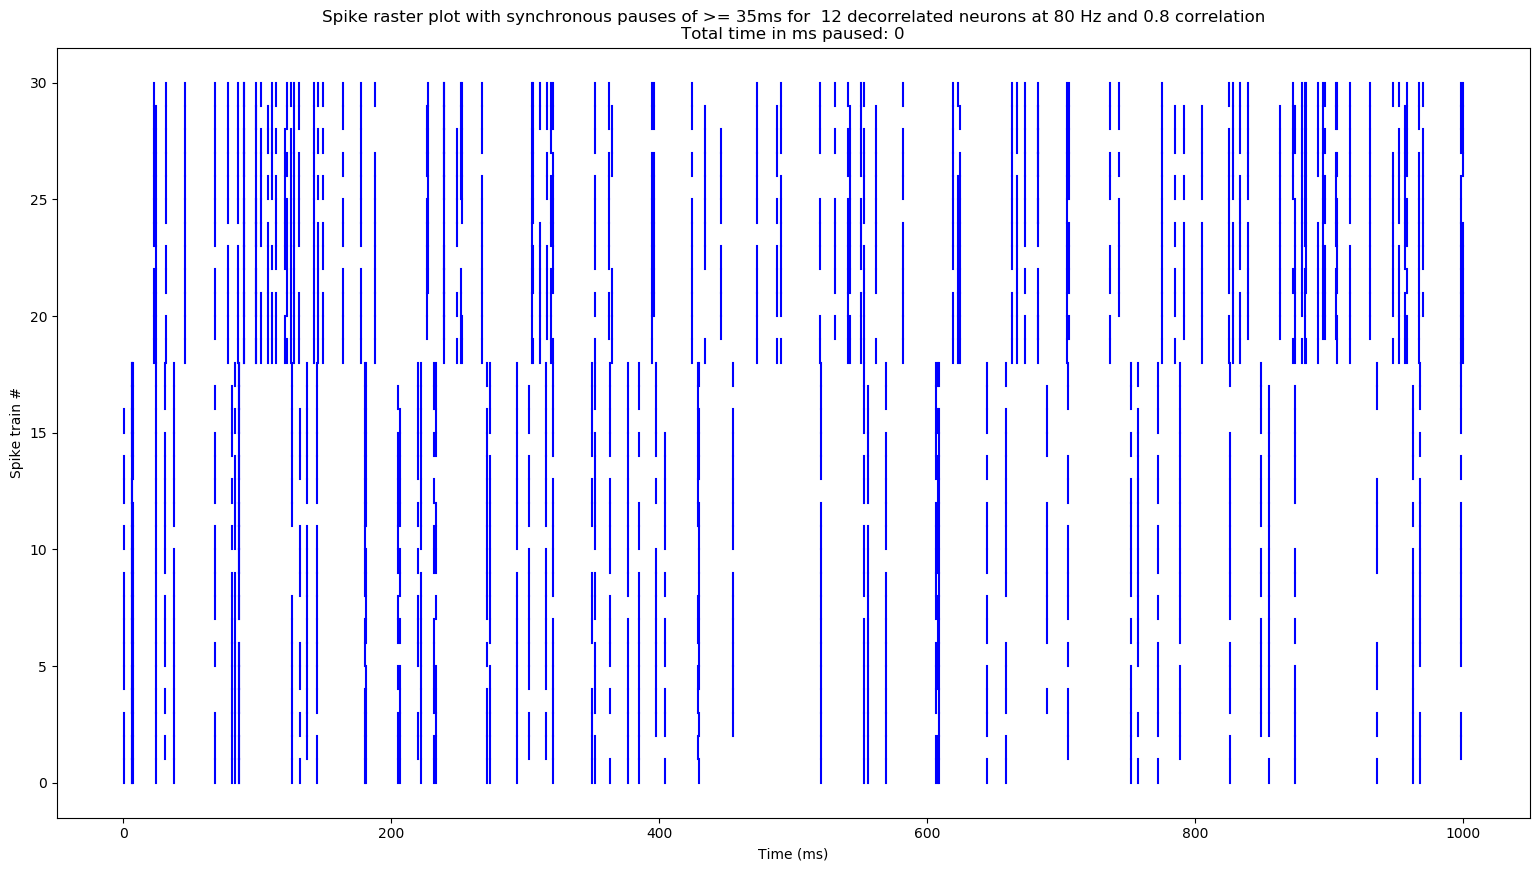 Spike raster plot with synchronous pauses of >= 35ms for  12 decorrelated neurons at 80 Hz and 0.8 correlation
Total time in ms paused: 0
30
25
20
15
10
5
0
Spike train #
0 200 400 600 800 1000
Time (ms)